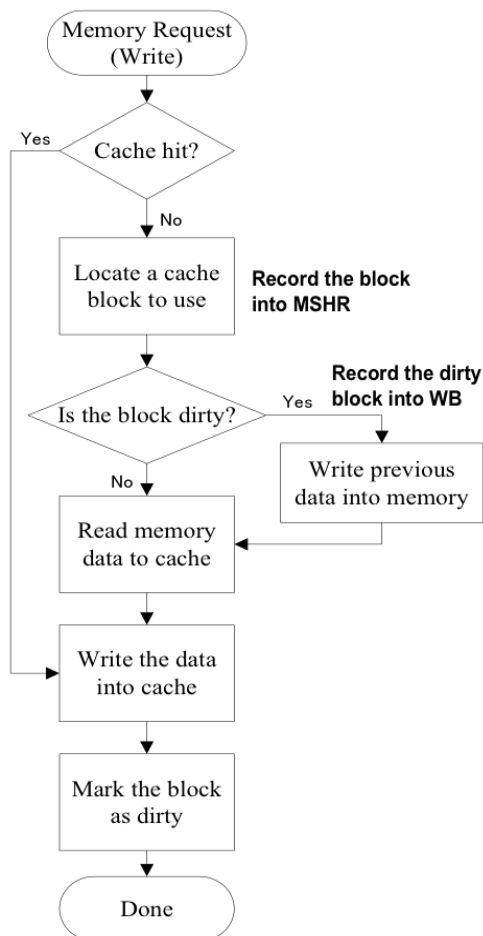 Memory Request
(Write)
Yes
Cache hit?
No
Locate a cache
block to use
Record the block
into MSHR
Record the dirty
block into WB
Is the block dirty?
Yes
Write previous
data into memory
No
Read memory
data to cache
Write the data
into cache
Mark the block
as dirty
Done